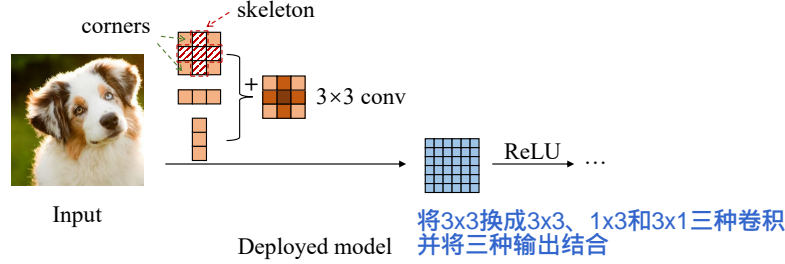 skeleton
corners
+
3×3 conv
ReLU
...
Input
Deployed model
将3x3换成3x3、1x3和3x1三种卷积
并将三种输出结合